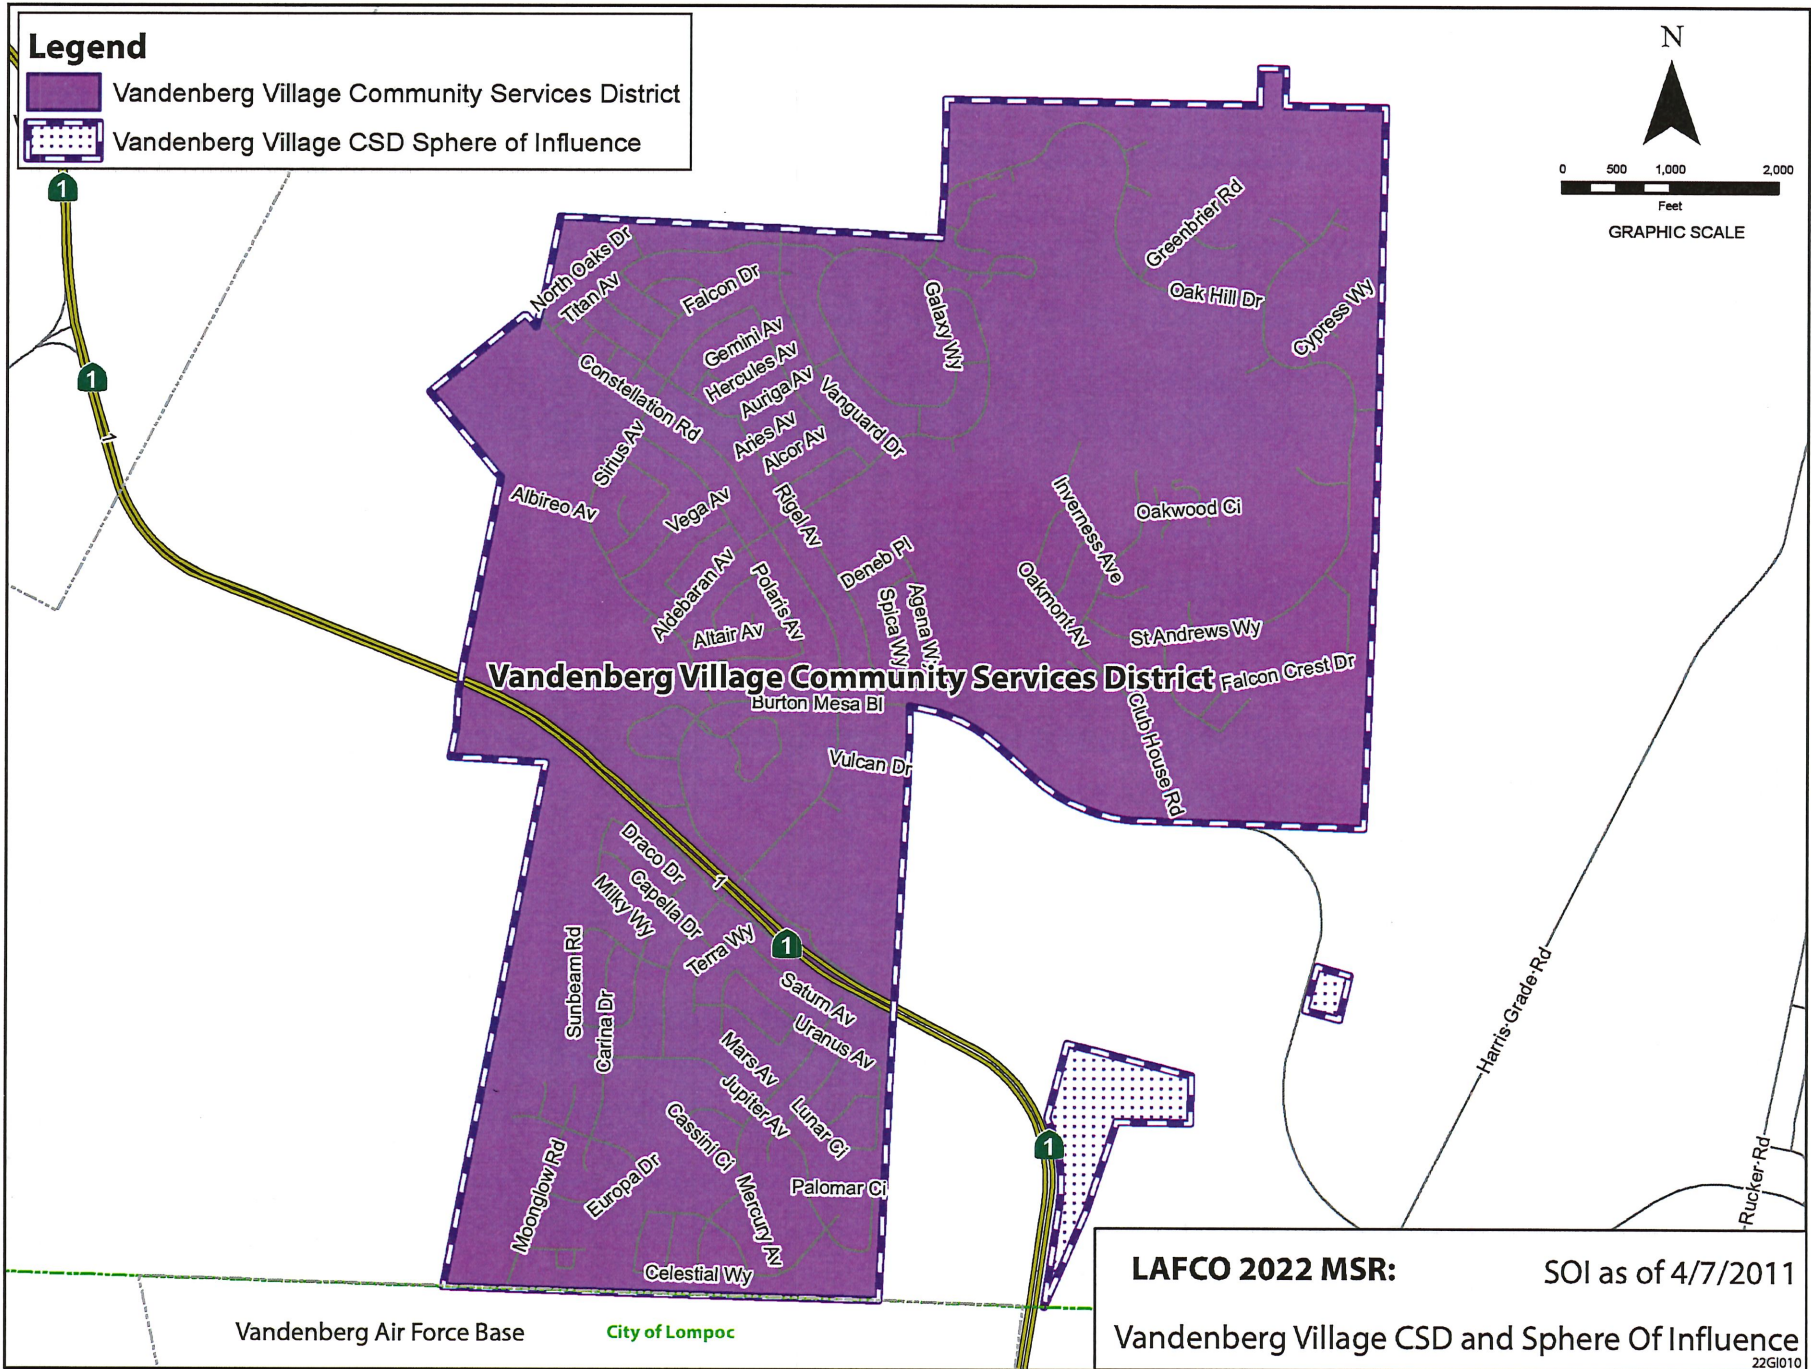 Legend
Vandenberg Village Community Services District
Vandenberg Village CSD Sphere of Influence
N
0 500 1,000 2,000
Feet
GRAPHIC SCALE
1
1
1
North Oaks Dr
Titan Av
Falcon Dr
Greenbrier Rd
Oak Hill Dr
Cypress Wy
Galaxy Wy
Gemini Av
Hercules Av
Auriga Av
Aries Av
Alcor Av
Vanguard Dr
Constellation Rd
Sirius Av
Albireo Av
Vega Av
Rigel Av
Inverness Ave
Oakwood Ci
Deneb Pl
Aldebaran Av
Polaris Av
Altair Av
Spica Wy
Agena W
Oakmont Av
St Andrews Wy
Falcon Crest Dr
Vandenberg Village Community Services District
Burton Mesa Bl
Club House Rd
Vulcan Dr
Draco Dr
Capella Dr
Milky Wy
1
1
Terra Wy
Sunbeam Rd
Carina Dr
Saturn Av
Uranus Av
Mars Av
Jupiter Av
Lunar Ci
Cassini Ci
Harris Grade Rd
1
Moonglow Rd
Europa Dr
Mercury Av
Palomar Ci
Rucker Rd
Celestial Wy
Vandenberg Air Force Base
City of Lompoc
LAFCO 2022 MSR: SOI as of 4/7/2011
Vandenberg Village CSD and Sphere Of Influence
22GI010